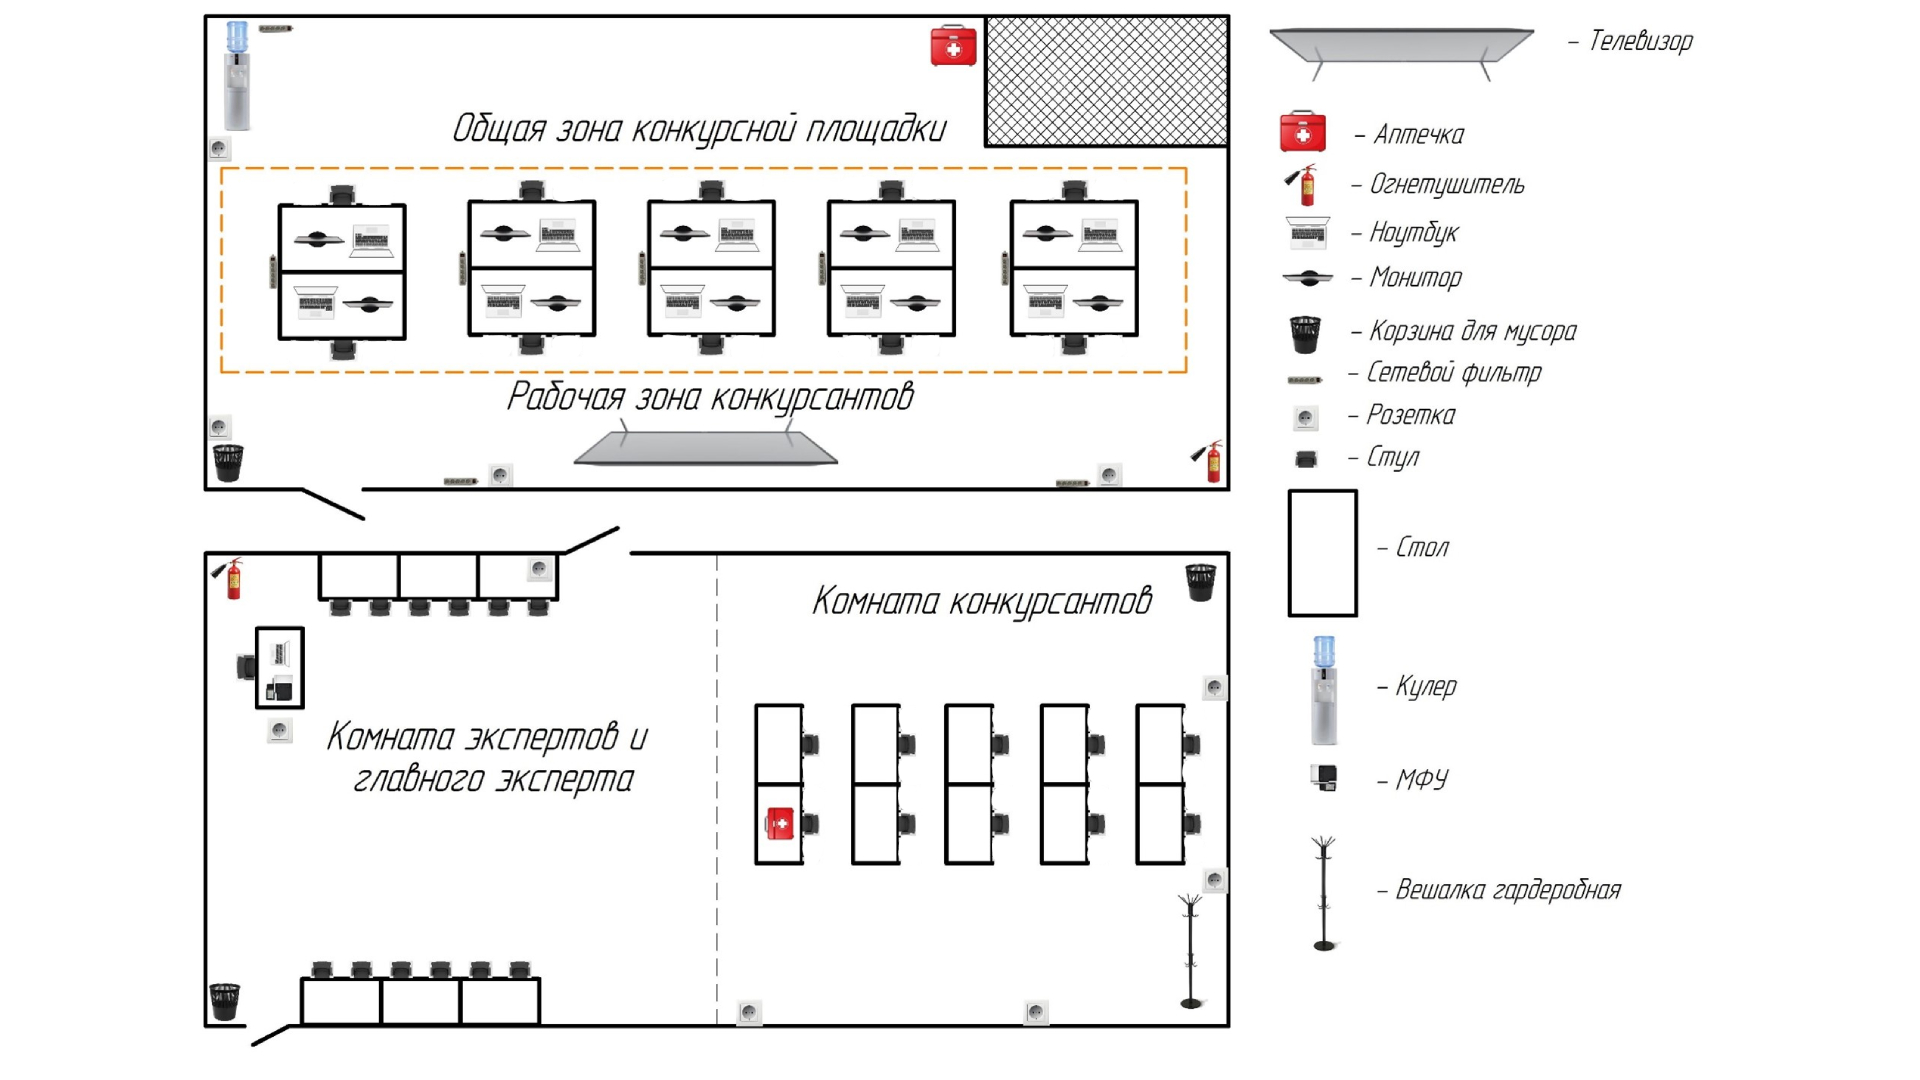 Общая зона конкурсной площадки
Рабочая зона конкурсантов
Комната конкурсантов
Комната экспертов и
главного эксперта
- Телевизор
- Аптечка
- Огнетушитель
- Ноутбук
- Монитор
- Корзина для мусора
- Сетевой фильтр
- Розетка
- Стул
- Стол
- Кулер
- МФУ
- Вешалка гардеробная